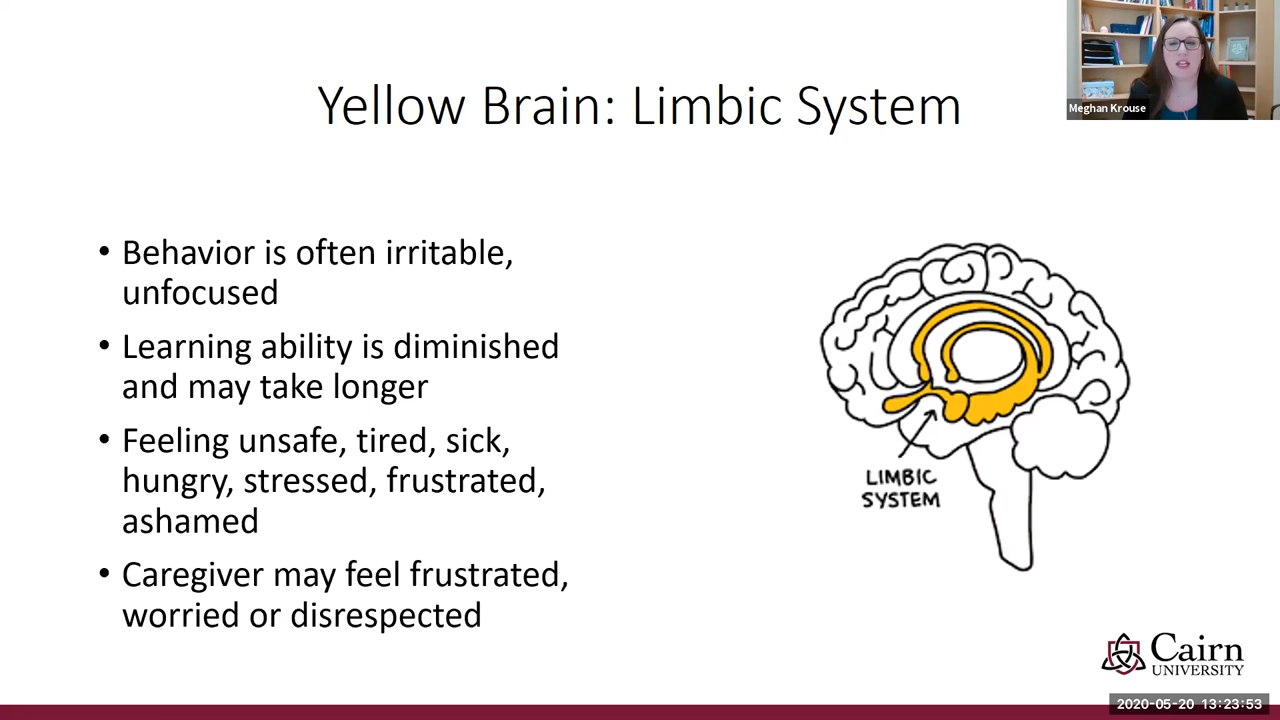 Yellow Brain: Limbic System
Meghan Krouse
• Behavior is often irritable,
unfocused
• Learning ability is diminished
and may take longer
• Feeling unsafe, tired, sick,
hungry, stressed, frustrated,
ashamed
• Caregiver may feel frustrated,
worried or disrespected
LIMBIC
SYSTEM
Cairn
UNIVERSITY
2020-05-20 13:23:53